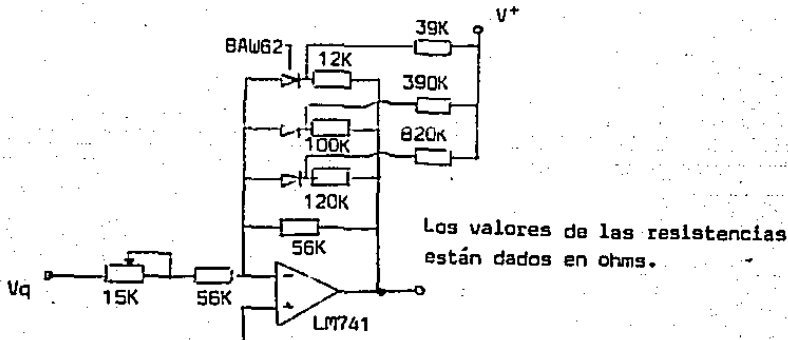 V+
39K
BAW62
12K
390K
100K
820K
120K
56K
Los valores de las resistencias
están dados en ohms.
Vq
15K
56K
−
+
LM741